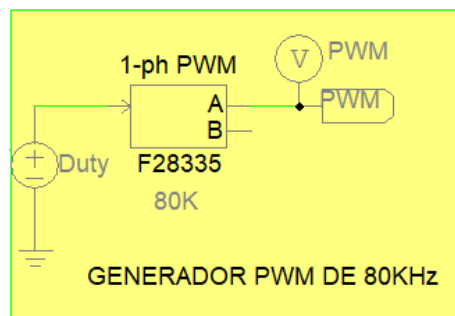 PWM
1-ph PWM
A
PWM
B
Duty
F28335
80K
GENERADOR PWM DE 80KHz
V